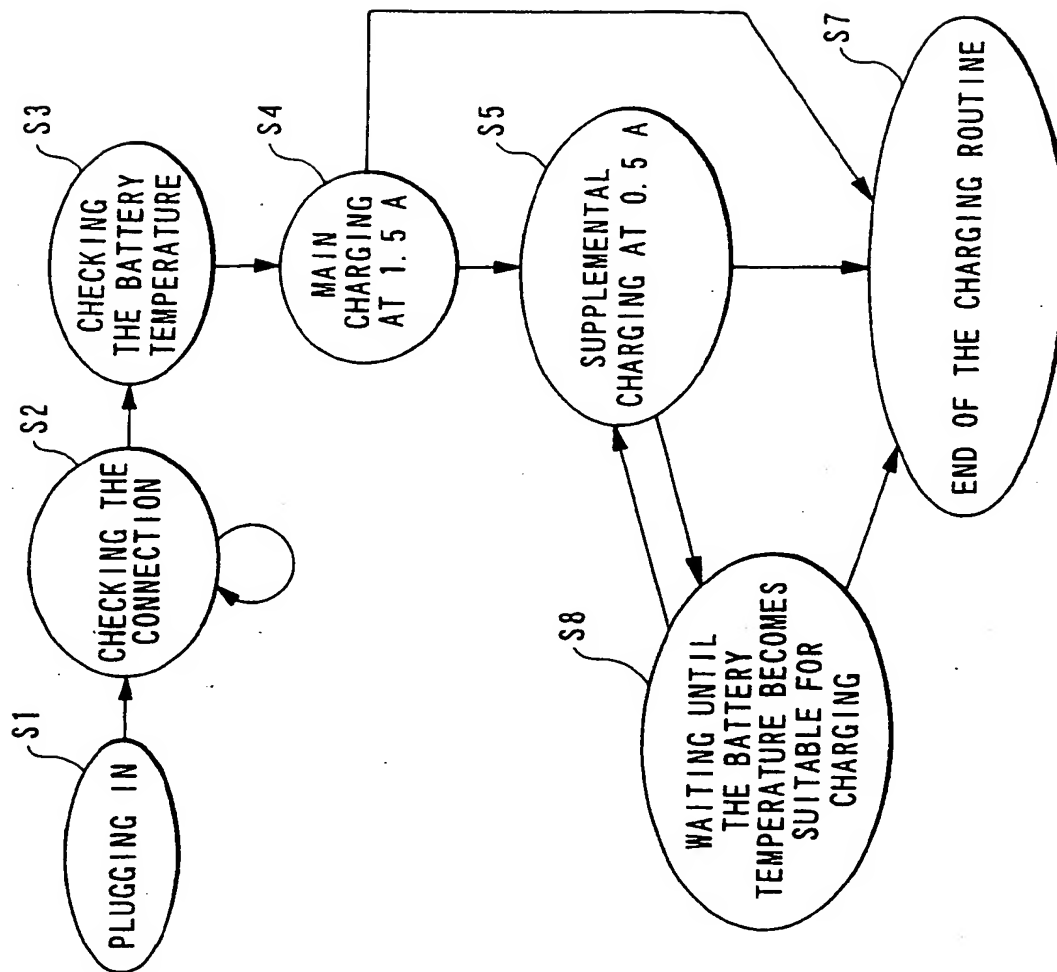 S1
PLUGGING IN
S2
CHECKING THE
CONNECTION
S3
CHECKING
THE BATTERY
TEMPERATURE
S4
MAIN
CHARGING
AT 1.5 A
S5
SUPPLEMENTAL
CHARGING AT 0.5 A
S8
WAITING UNTIL
THE BATTERY
TEMPERATURE BECOMES
SUITABLE FOR
CHARGING
S7
END OF THE CHARGING ROUTINE